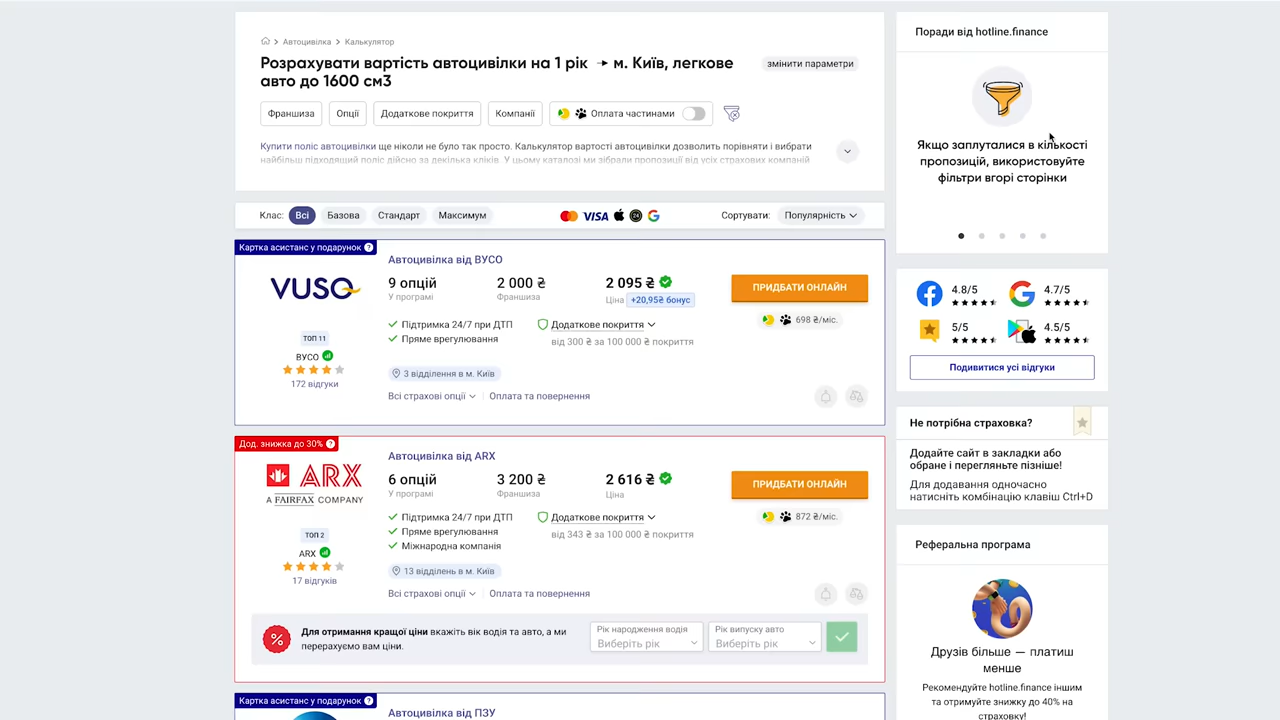 Автоцивілка
Калькулятор
Розрахувати вартість автоцивілки на 1 рік → м. Київ, легкове
авто до 1600 см3
змінити параметри
Франшиза
Опції
Додаткове покриття
Компанії
Оплата частинами
Купити поліс автоцивілки ще ніколи не було так просто. Калькулятор вартості автоцивілки дозволить порівняти і вибрати
найбільш підходящий поліс дійсно за декілька кліків. У цьому каталозі ми зібрали пропозиції від усіх страхових компаній
Клас:
Всі
Базова
Стандарт
Максимум
VISA
24
Сортувати:
Популярність
Картка асистанс у подарунок ?
VUSO
ТОП 11
ВУСО
172 відгуки
Автоцивілка від ВУСО
9 опцій
У програмі
2 000 ₴
Франшиза
2 095 ₴
Ціна
+20,95₴ бонус
ПРИДБАТИ ОНЛАЙН
698 ₴/міс.
Підтримка 24/7 при ДТП
Пряме врегулювання
Додаткове покриття
від 300 ₴ за 100 000 ₴ покриття
3 відділення в м. Київ
Всі страхові опції
Оплата та повернення
Дод. знижка до 30% ?
ARX
A FAIRFAX COMPANY
ТОП 2
ARX
17 відгуків
Автоцивілка від ARX
6 опцій
У програмі
3 200 ₴
Франшиза
2 616 ₴
Ціна
ПРИДБАТИ ОНЛАЙН
872 ₴/міс.
Підтримка 24/7 при ДТП
Пряме врегулювання
Міжнародна компанія
Додаткове покриття
від 343 ₴ за 100 000 ₴ покриття
13 відділень в м. Київ
Всі страхові опції
Оплата та повернення
%
Для отримання кращої ціни вкажіть вік водія та авто, а ми
перерахуємо вам ціни.
Рік народження водія
Виберіть рік
Рік випуску авто
Виберіть рік
Картка асистанс у подарунок ?
Автоцивілка від ПЗУ
Поради від hotline.finance
Якщо заплуталися в кількості
пропозицій, використовуйте
фільтри вгорі сторінки
4.8/5
4.7/5
5/5
4.5/5
Подивитися усі відгуки
Не потрібна страховка?
Додайте сайт в закладки або
обране і перегляньте пізніше!
Для додавання одночасно
натисніть комбінацію клавіш Ctrl+D
Реферальна програма
Друзів більше — платиш
менше
Рекомендуйте hotline.finance іншим
та отримуйте знижку до 40% на
страховку!